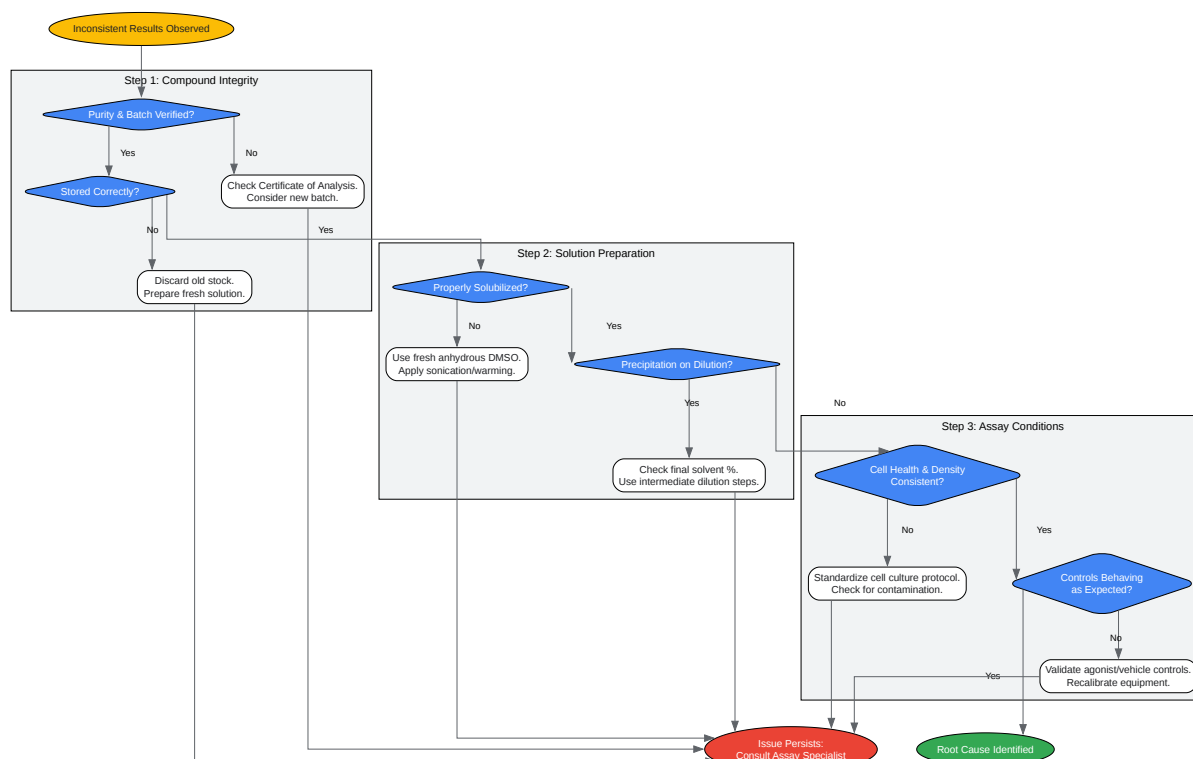 Inconsistent Results Observed
Step 1: Compound Integrity
Purity & Batch Verified?
Yes
No
Stored Correctly?
Check Certificate of Analysis.
Consider new batch.
No
Yes
Discard old stock.
Prepare fresh solution.
Step 2: Solution Preparation
Properly Solubilized?
No
Yes
Use fresh anhydrous DMSO.
Apply sonication/warming.
Precipitation on Dilution?
Yes
No
Check final solvent %.
Use intermediate dilution steps.
Step 3: Assay Conditions
Cell Health & Density
Consistent?
No
Yes
Standardize cell culture protocol.
Check for contamination.
Controls Behaving
as Expected?
No
Validate agonist/vehicle controls.
Recalibrate equipment.
Yes
Issue Persists:
Consult Assay Specialist
Root Cause Identified